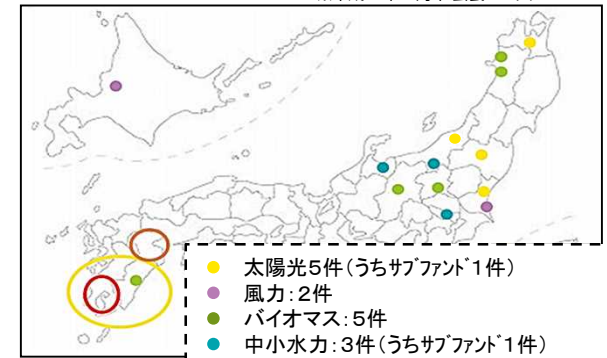 太陽光５件（うちｻﾌﾞﾌｧﾝﾄﾞ１件）
風力：２件
バイオマス：５件
中小水力：３件（うちｻﾌﾞﾌｧﾝﾄﾞ１件）